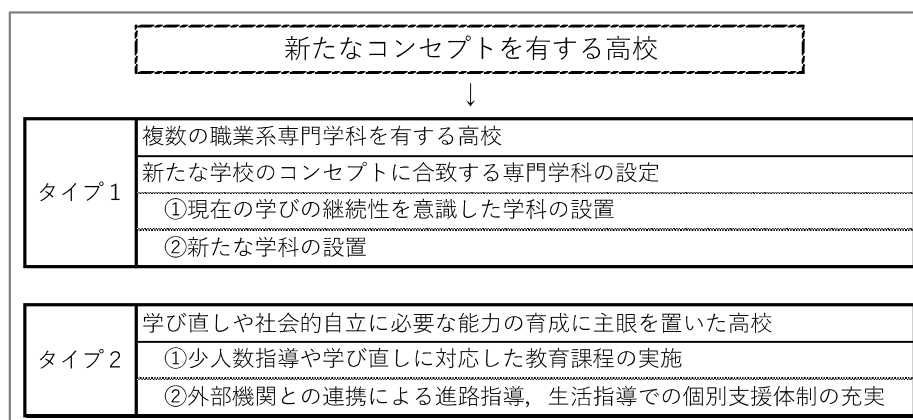 新たなコンセプトを有する高校
↓
タイプ1
複数の職業系専門学科を有する高校
新たな学校のコンセプトに合致する専門学科の設定
①現在の学びの継続性を意識した学科の設置
②新たな学科の設置
タイプ2
学び直しや社会的自立に必要な能力の育成に主眼を置いた高校
①少人数指導や学び直しに対応した教育課程の実施
②外部機関との連携による進路指導，生活指導での個別支援体制の充実